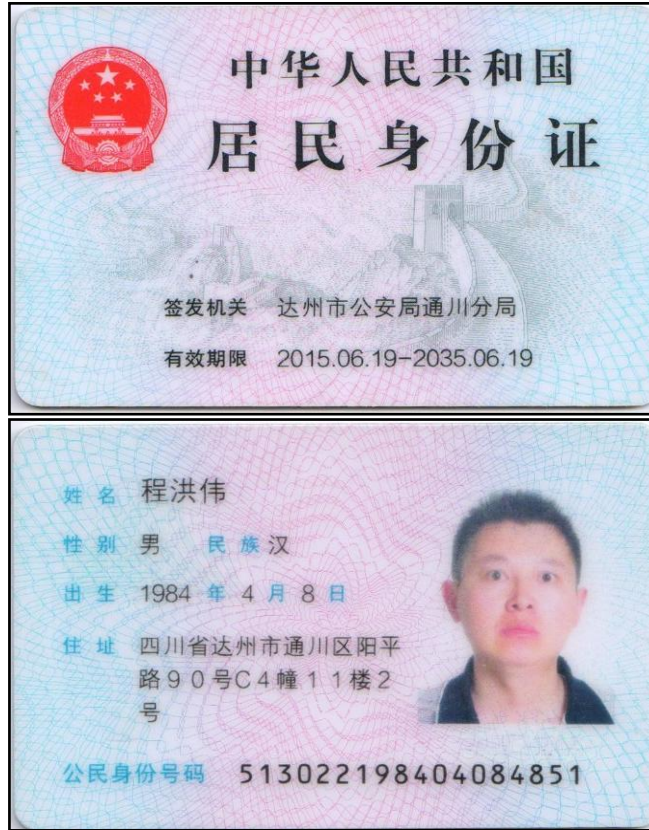 中华人民共和国
居民身份证
签发机关 达州市公安局通川分局
有效期限 2015.06.19-2035.06.19
姓名 程洪伟
性别 男 民族 汉
出生 1984 年 4 月 8 日
住址 四川省达州市通川区阳平
路90号C4幢11楼2
号
公民身份号码 513022198404084851